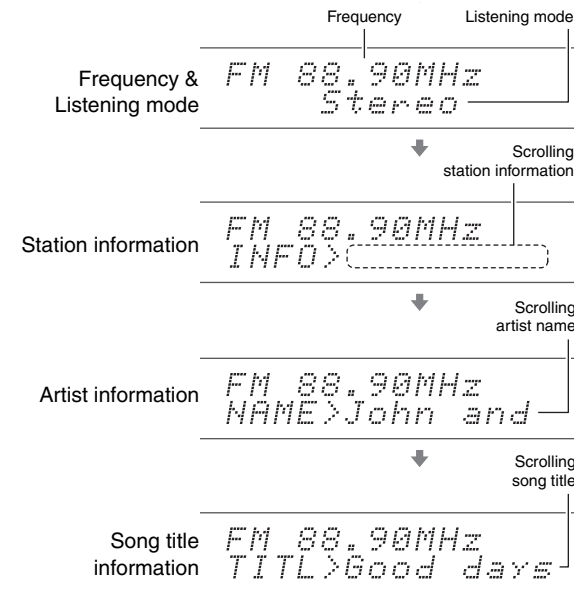 Frequency
Listening mode
Frequency &
Listening mode
FM 88.90MHz
Stereo
Scrolling
station information
Station information
FM 88.90MHz
INFO>
Scrolling
artist name
Artist information
FM 88.90MHz
NAME>John and
Scrolling
song title
Song title
information
FM 88.90MHz
TITL>Good days